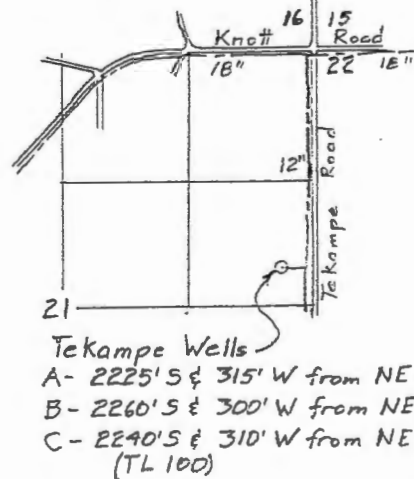 16 15
Knott Road
18" 22 18"
12"
Road
Tekampe
21
Tekampe Wells
A- 2225' S & 315' W from NE
B- 2260' S & 300' W from NE
C- 2240' S & 310' W from NE
(TL 100)